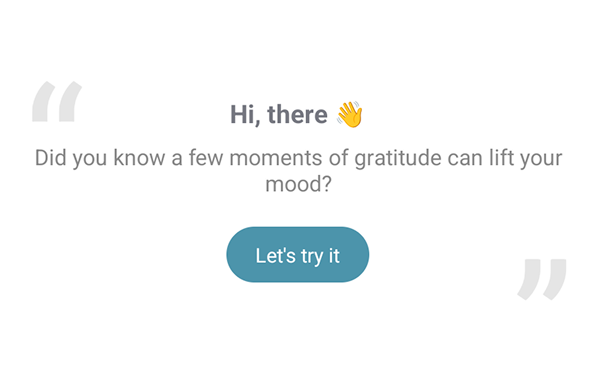 “
Hi, there 👋
Did you know a few moments of gratitude can lift your
mood?
Let's try it
”